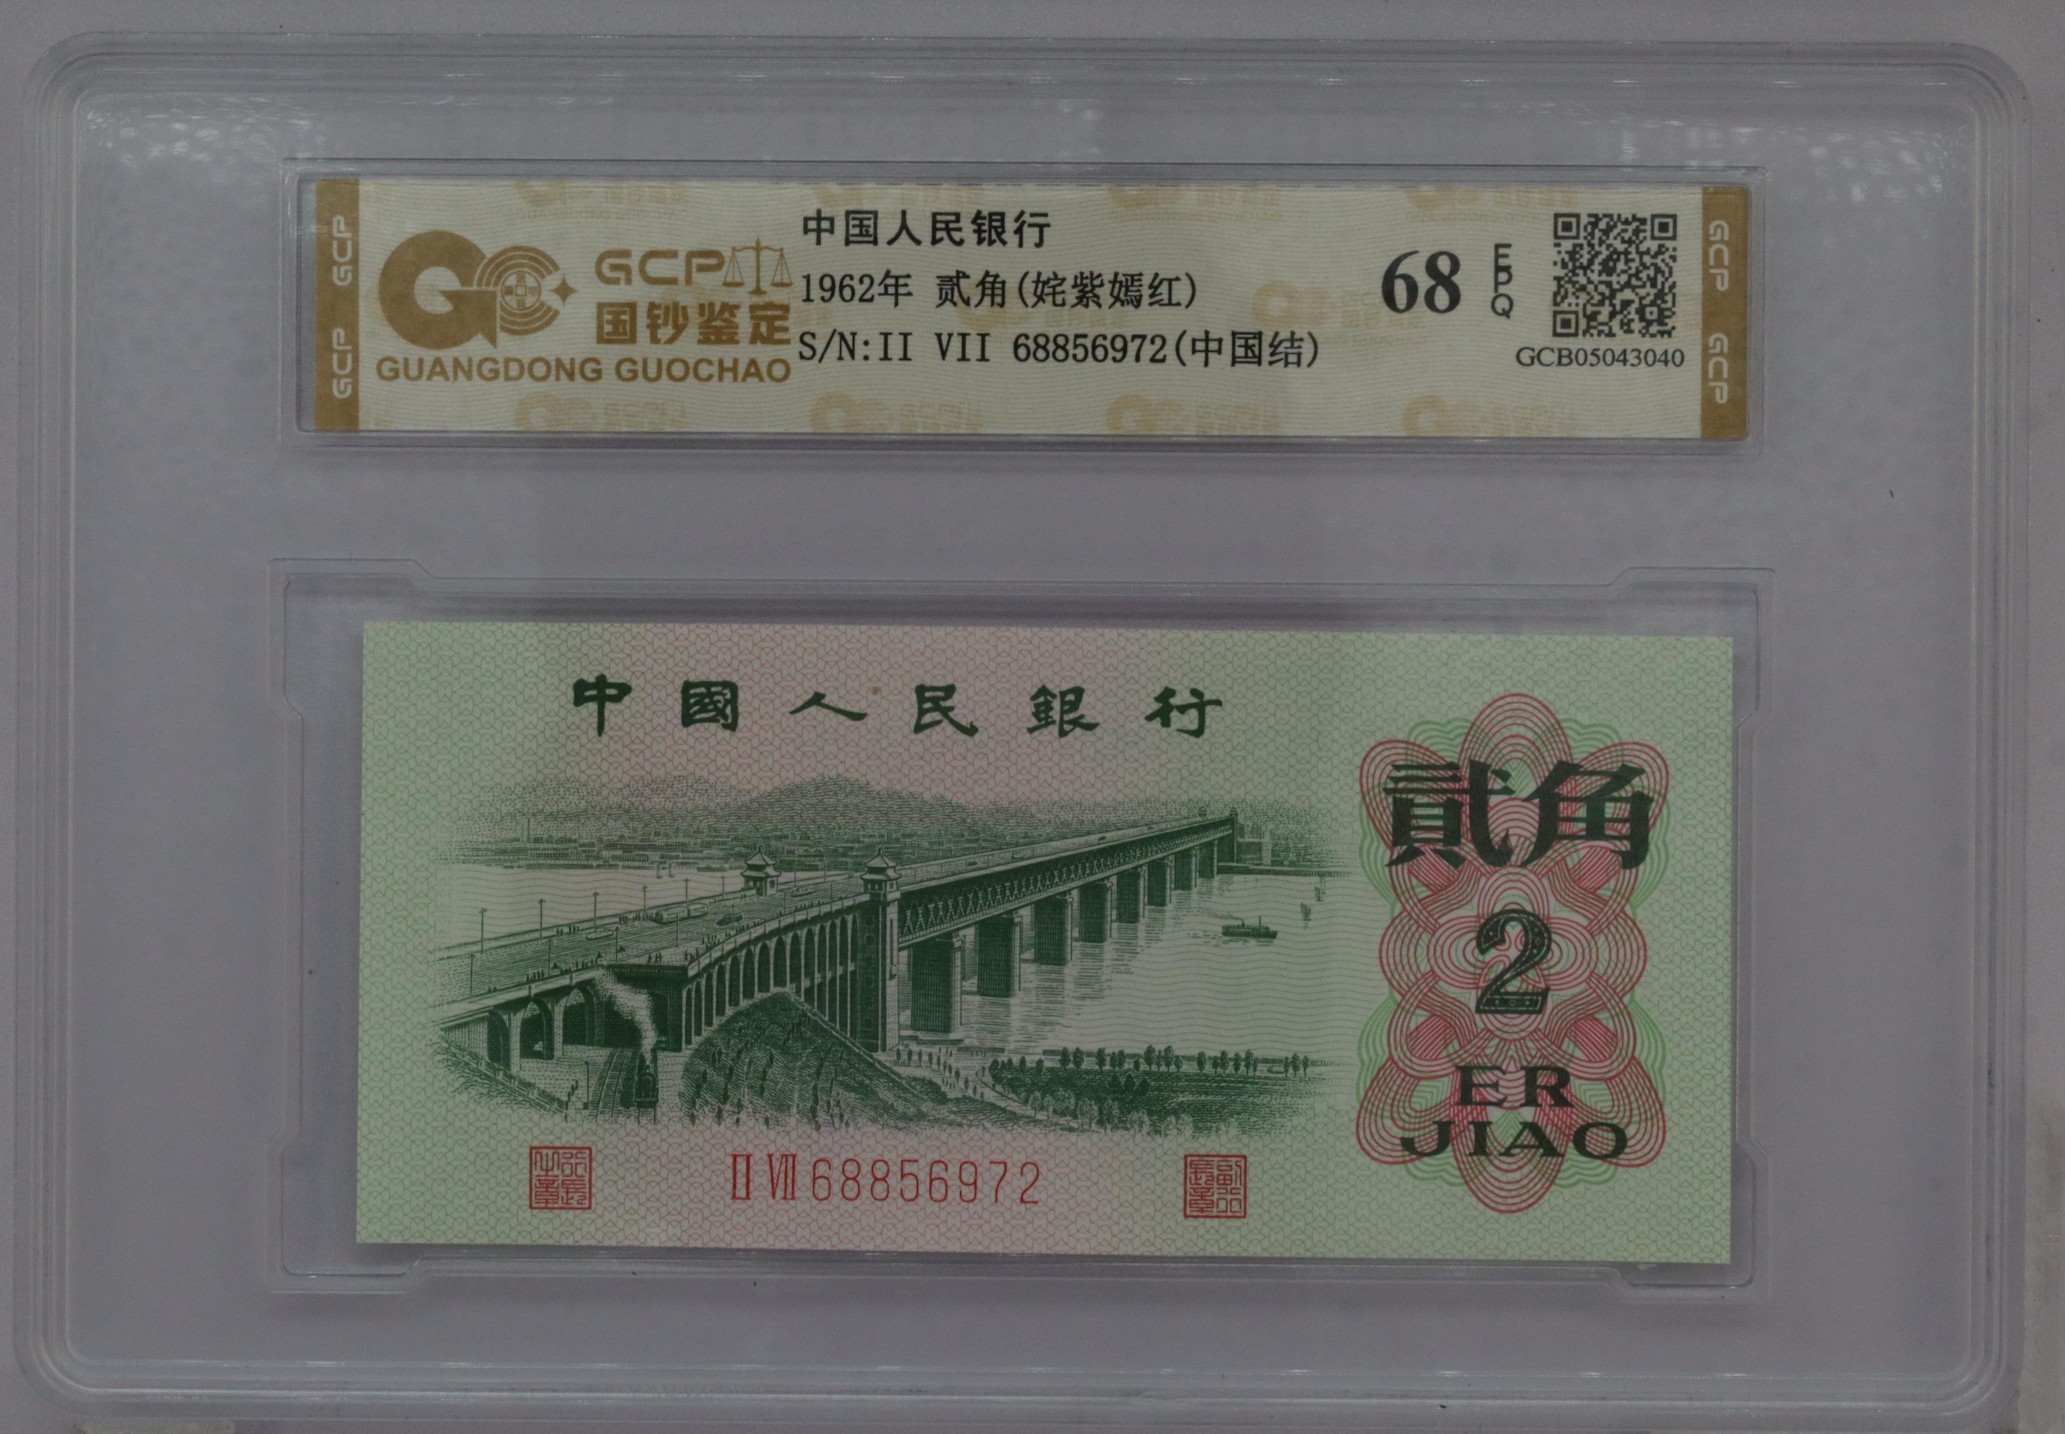 GCP
GCP
GCP
国钞鉴定
GUANGDONG GUOCHAO
中国人民银行
1962年 贰角(姹紫嫣红)
S/N:II VII 68856972(中国结)
68
EPQ
GCB05043040
GCP
GCP
中國人民銀行
貳角
2
ER
JIAO
II VII 68856972